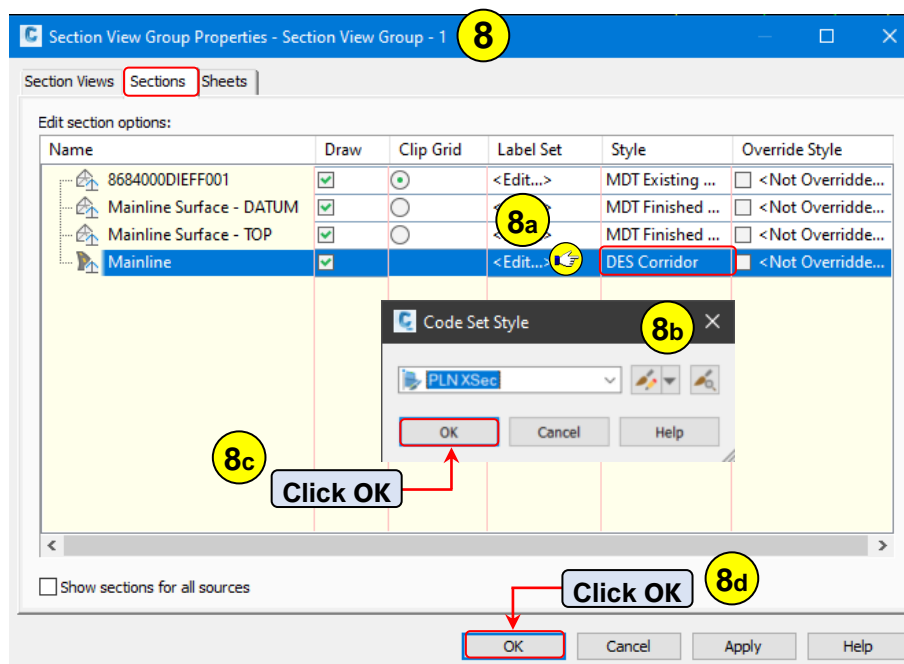 Section View Group Properties - Section View Group - 1
8
Section Views Sections Sheets
Edit section options:
Name Draw Clip Grid Label Set Style Override Style
8684000DIEFF001 <Edit...> MDT Existing ... <Not Overridde...
Mainline Surface - DATUM MDT Finished ... <Not Overridde...
8a
Mainline Surface - TOP MDT Finished ... <Not Overridde...
Mainline <Edit...> DES Corridor <Not Overridde...
Code Set Style
8b
PLN XSec
OK Cancel Help
8c
Click OK
Show sections for all sources
Click OK
8d
OK Cancel Apply Help